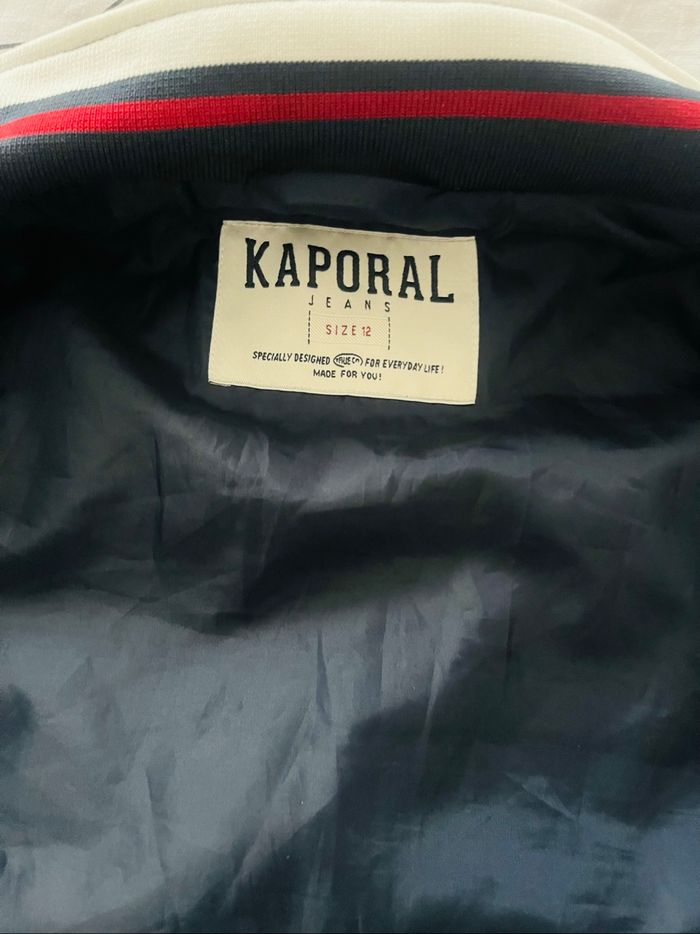 KAPORAL
JEANS
SIZE 12
SPECIALLY DESIGNED FOR EVERYDAY LIFE!
MADE FOR YOU!